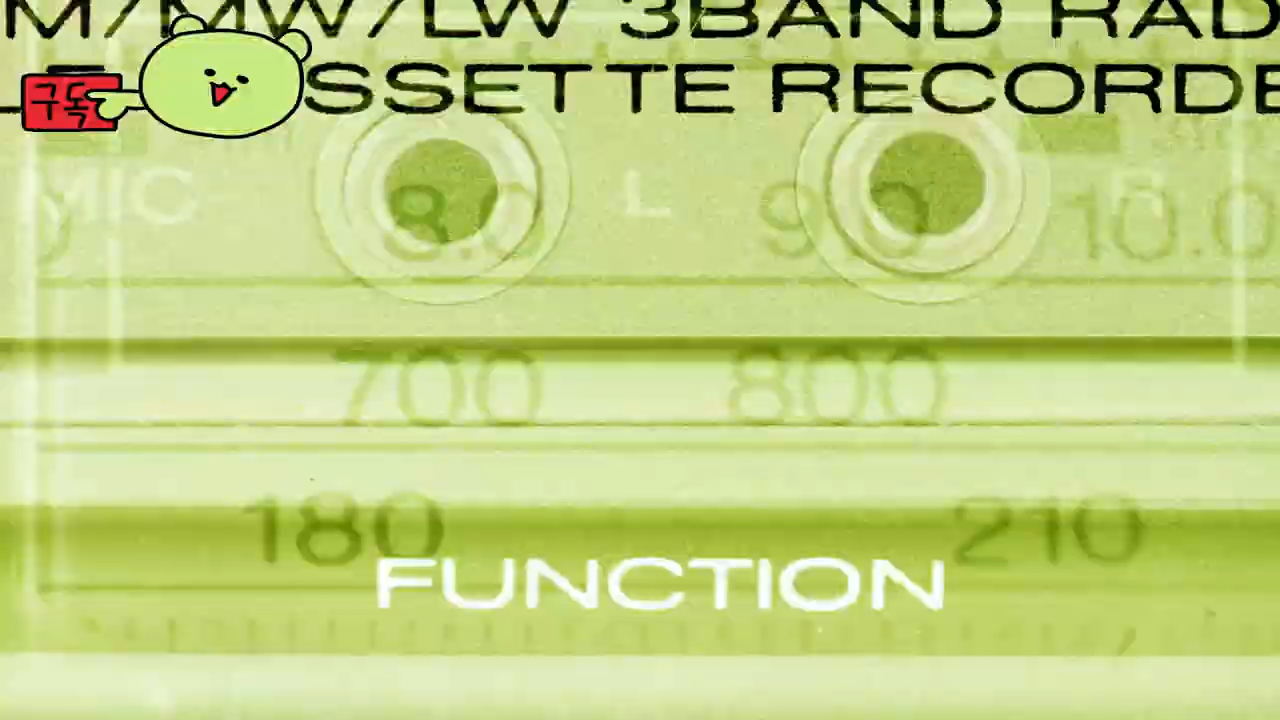 M/MW/LW 3BAND RAD
SSETTE RECORDE
구독
MIC L R
8.0 9.0 10.0
700 800
180 210
FUNCTION